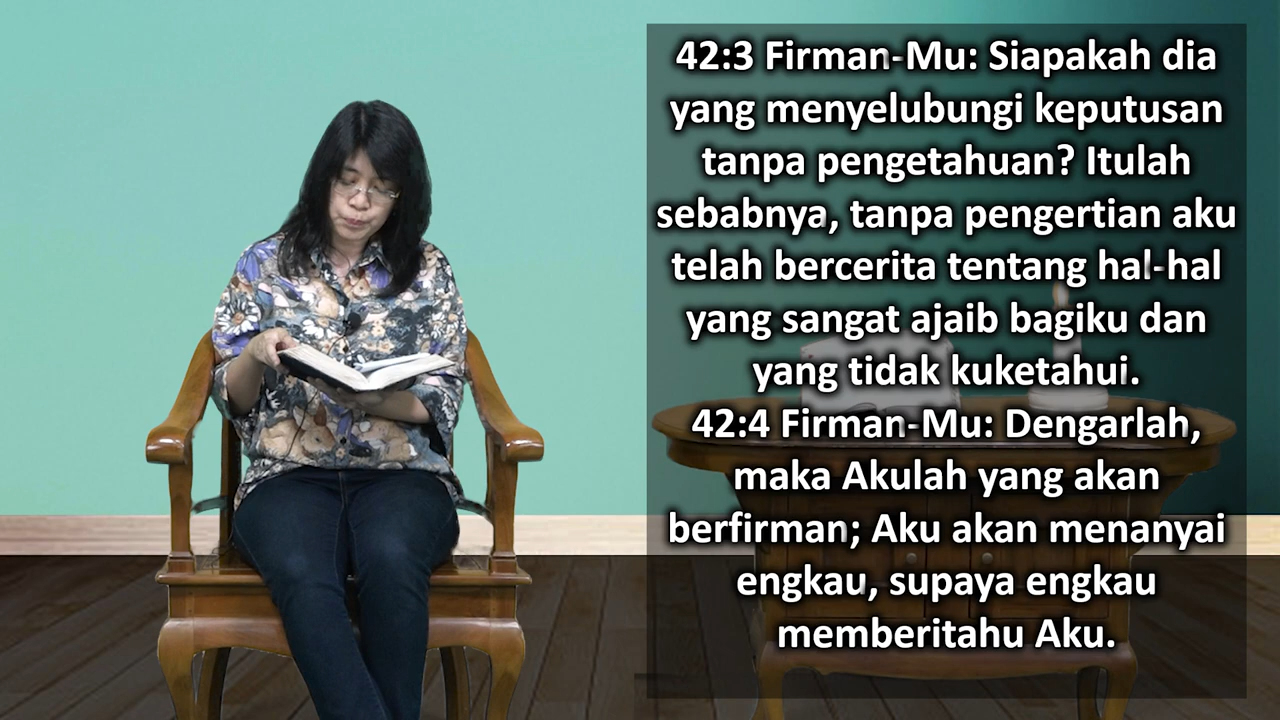 42:3 Firman-Mu: Siapakah dia
yang menyelubungi keputusan
tanpa pengetahuan? Itulah
sebabnya, tanpa pengertian aku
telah bercerita tentang hal-hal
yang sangat ajaib bagiku dan
yang tidak kuketahui.
42:4 Firman-Mu: Dengarlah,
maka Akulah yang akan
berfirman; Aku akan menanyai
engkau, supaya engkau
memberitahu Aku.